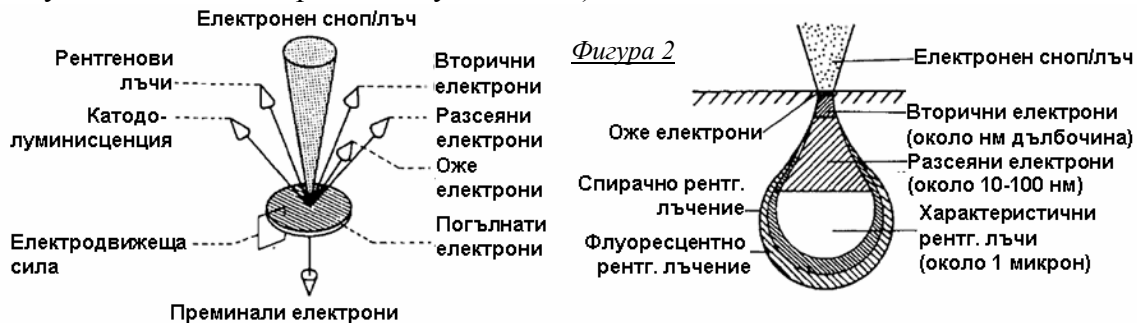 Електронен сноп/лъч
Рентгенови
лъчи
Катодо-
луминисценция
Вторични
електрони
Разсеяни
електрони
Оже
електрони
Електродвижеща
сила
Погълнати
електрони
Преминали електрони
Фигура 2
Електронен сноп/лъч
Оже електрони
Вторични електрони
(около нм дълбочина)
Разсеяни електрони
(около 10-100 нм)
Спирачно рентг.
лъчение
Флуоресцентно
рентг. лъчение
Характеристични
рентг. лъчи
(около 1 микрон)